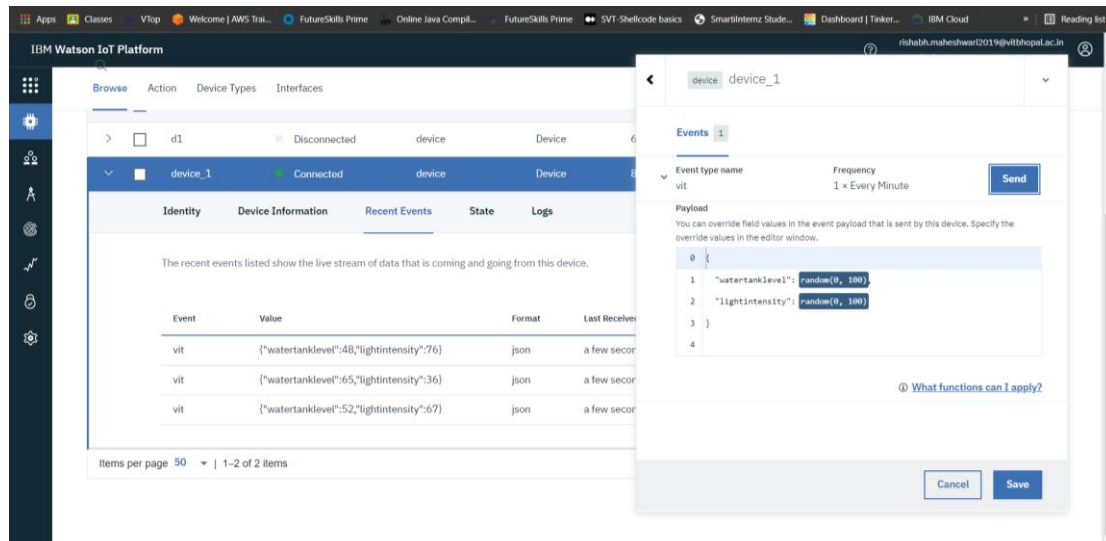 Apps Classes VTop Welcome | AWS Trai... FutureSkills Prime Online Java Compil... FutureSkills Prime SVT-Shellcode basics SmartiInternz Stude... Dashboard | Tinker... IBM Cloud » Reading list
IBM Watson IoT Platform
rishabh.maheshwari2019@vitbhopal.ac.in
Browse Action Device Types Interfaces
d1 Disconnected device Device 6
device_1 Connected device Device 8
Identity Device Information Recent Events State Logs
The recent events listed show the live stream of data that is coming and going from this device.
Event Value Format Last Receive
vit {"watertanklevel":48,"lightintensity":76} json a few secor
vit {"watertanklevel":65,"lightintensity":36} json a few secor
vit {"watertanklevel":52,"lightintensity":67} json a few secor
Items per page 50 | 1–2 of 2 items
device device_1
Events 1
Event type name Frequency
vit 1 × Every Minute
Send
Payload
You can override field values in the event payload that is sent by this device. Specify the
override values in the editor window.
0 {
1 "watertanklevel": random(0, 100),
2 "lightintensity": random(0, 100)
3 }
4
What functions can I apply?
Cancel Save